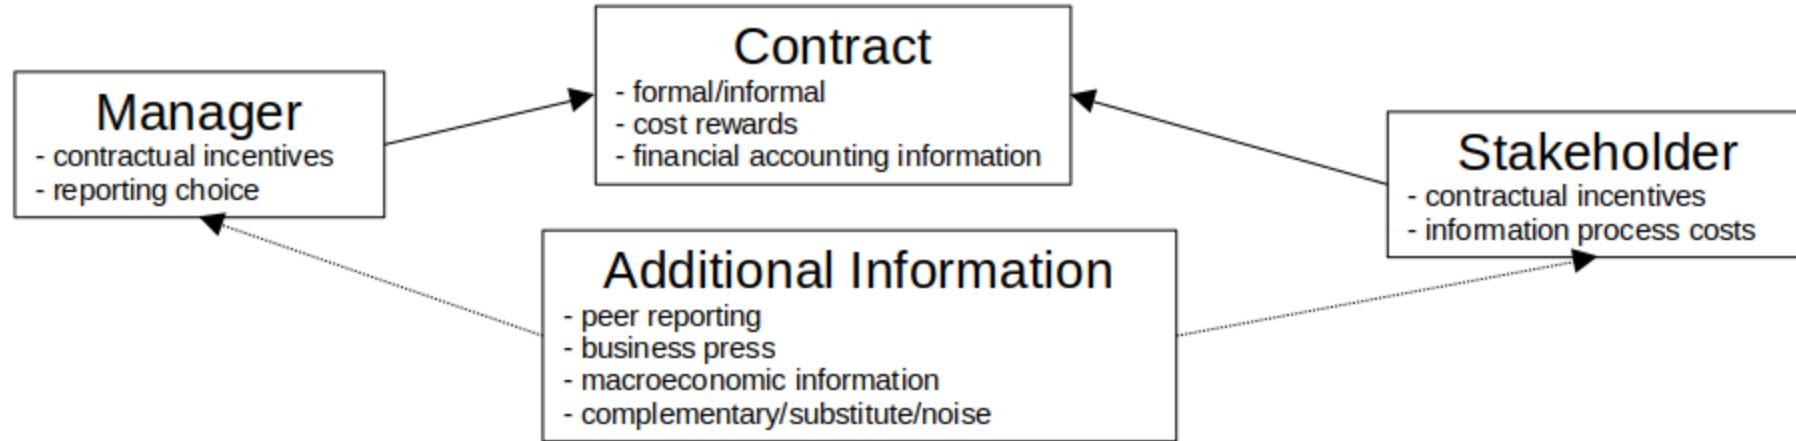 Contract
- formal/informal
- cost rewards
- financial accounting information
Manager
- contractual incentives
- reporting choice
Stakeholder
- contractual incentives
- information process costs
Additional Information
- peer reporting
- business press
- macroeconomic information
- complementary/substitute/noise